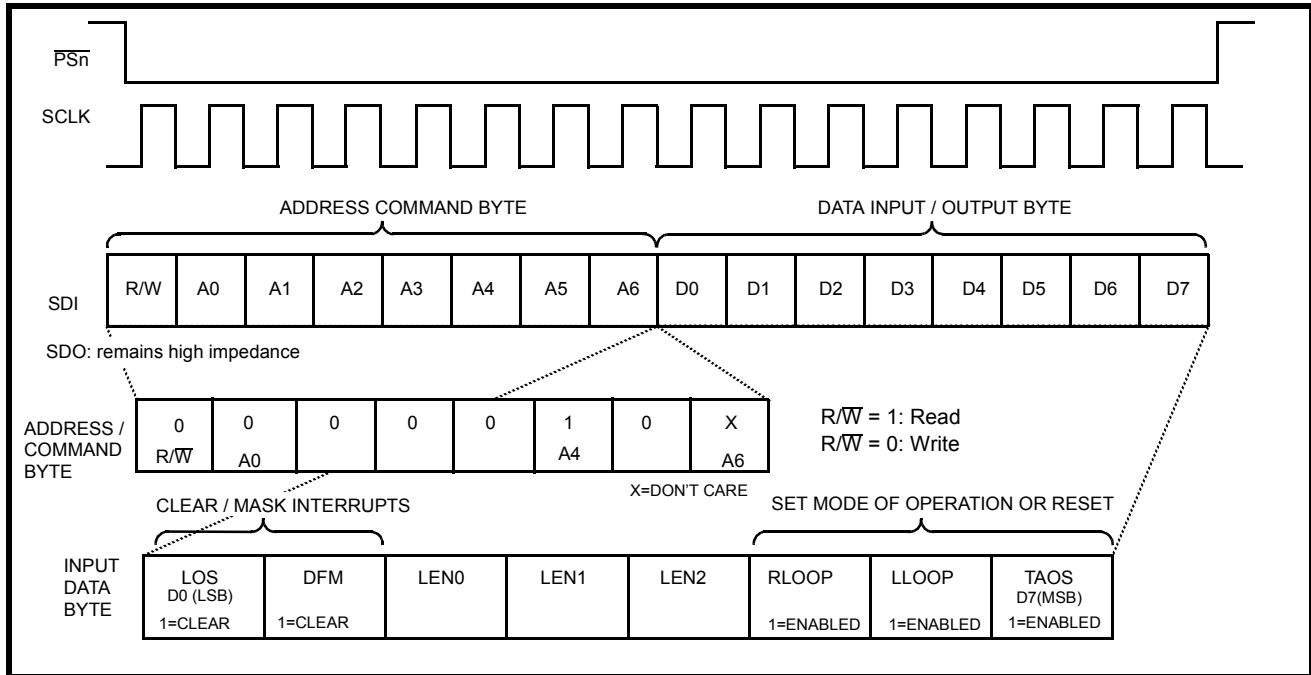 PSn
SCLK
ADDRESS COMMAND BYTE
DATA INPUT / OUTPUT BYTE
SDI
R/W A0 A1 A2 A3 A4 A5 A6 D0 D1 D2 D3 D4 D5 D6 D7
SDO: remains high impedance
ADDRESS /
COMMAND
BYTE
0 0 0 0 0 1 0 X
R/W A0 A4 A6
R/W = 1: Read
R/W = 0: Write
X=DON'T CARE
CLEAR / MASK INTERRUPTS
SET MODE OF OPERATION OR RESET
INPUT
DATA
BYTE
LOS DFM LEN0 LEN1 LEN2 RLOOP LLOOP TAOS
D0 (LSB) D7(MSB)
1=CLEAR 1=CLEAR 1=ENABLED 1=ENABLED 1=ENABLED